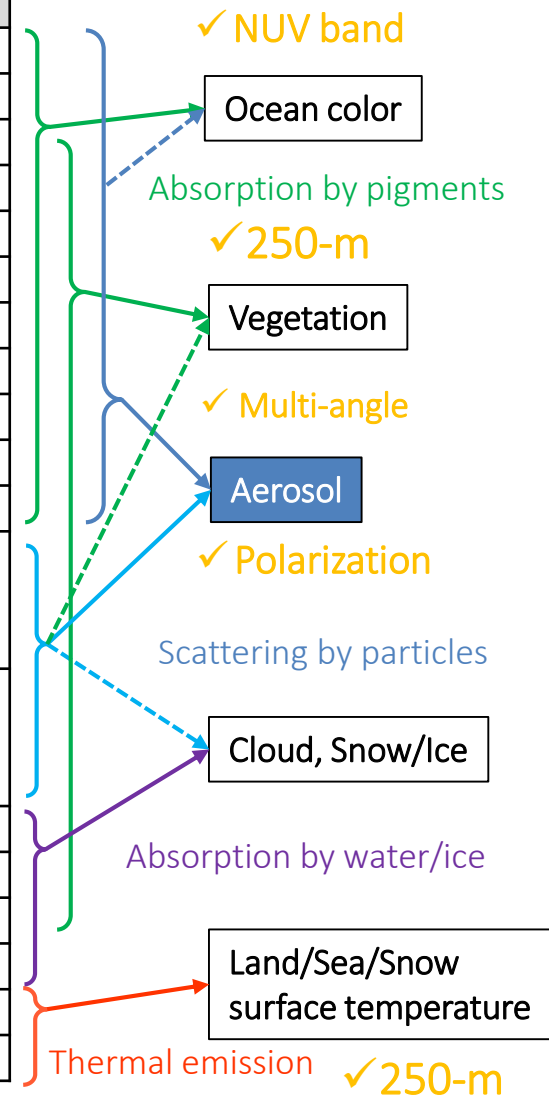 ✓ NUV band
Ocean color
Absorption by pigments
✓ 250-m
Vegetation
✓ Multi-angle
Aerosol
✓ Polarization
Scattering by particles
Cloud, Snow/Ice
Absorption by water/ice
Land/Sea/Snow
surface temperature
Thermal emission
✓ 250-m